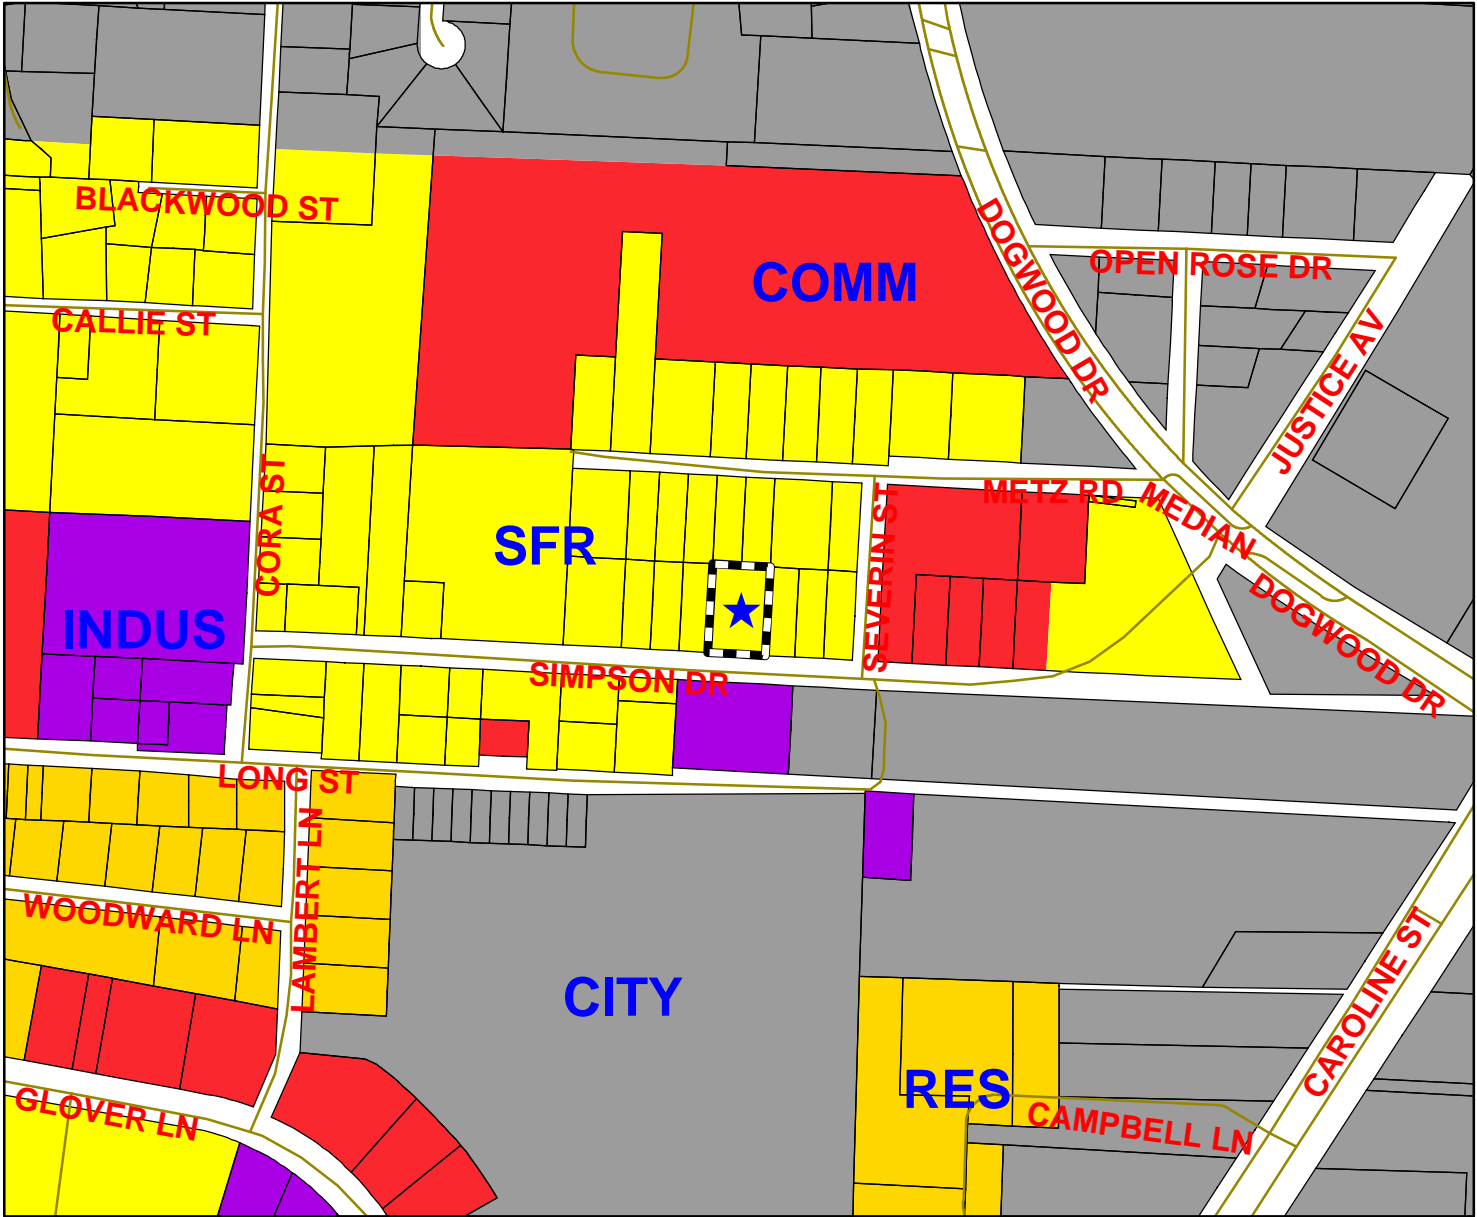 BLACKWOOD ST
DOGWOOD DR
OPEN ROSE DR
COMM
CALLIE ST
JUSTICE AV
CORA ST
METZ RD
MEDIAN
SFR
SEVERIN ST
INDUS
DOGWOOD DR
SIMPSON DR
LONG ST
LAMBERT LN
WOODWARD LN
CITY
CAROLINE ST
RES
GLOVER LN
CAMPBELL LN